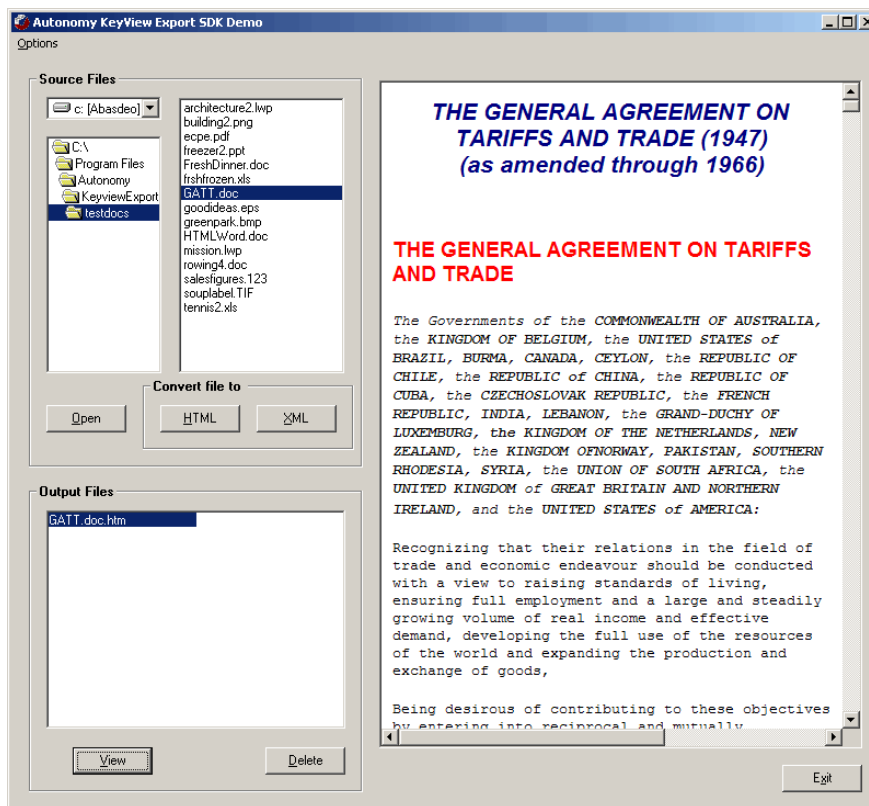 Autonomy KeyView Export SDK Demo
Options
Source Files
c: [Abasdeo]
C:\
Program Files
Autonomy
KeyviewExport
testdocs
architecture2.lwp
building2.png
ecpe.pdf
freezer2.ppt
FreshDinner.doc
frshfrozen.xls
GATT.doc
goodideas.eps
greenpark.bmp
HTMLWord.doc
mission.lwp
rowing4.doc
salesfigures.123
souplabel.TIF
tennis2.xls
Convert file to
Open
HTML
XML
Output Files
GATT.doc.htm
View
Delete
THE GENERAL AGREEMENT ON
TARIFFS AND TRADE (1947)
(as amended through 1966)
THE GENERAL AGREEMENT ON TARIFFS
AND TRADE
The Governments of the COMMONWEALTH OF AUSTRALIA,
the KINGDOM OF BELGIUM, the UNITED STATES of
BRAZIL, BURMA, CANADA, CEYLON, the REPUBLIC OF
CHILE, the REPUBLIC of CHINA, the REPUBLIC OF
CUBA, the CZECHOSLOVAK REPUBLIC, the FRENCH
REPUBLIC, INDIA, LEBANON, the GRAND-DUCHY OF
LUXEMBURG, the KINGDOM OF THE NETHERLANDS, NEW
ZEALAND, the KINGDOM OFNORWAY, PAKISTAN, SOUTHERN
RHODESIA, SYRIA, the UNION OF SOUTH AFRICA, the
UNITED KINGDOM of GREAT BRITAIN AND NORTHERN
IRELAND, and the UNITED STATES of AMERICA:
Recognizing that their relations in the field of
trade and economic endeavour should be conducted
with a view to raising standards of living,
ensuring full employment and a large and steadily
growing volume of real income and effective
demand, developing the full use of the resources
of the world and expanding the production and
exchange of goods,
Being desirous of contributing to these objectives
by entering into reciprocal and mutually
Exit